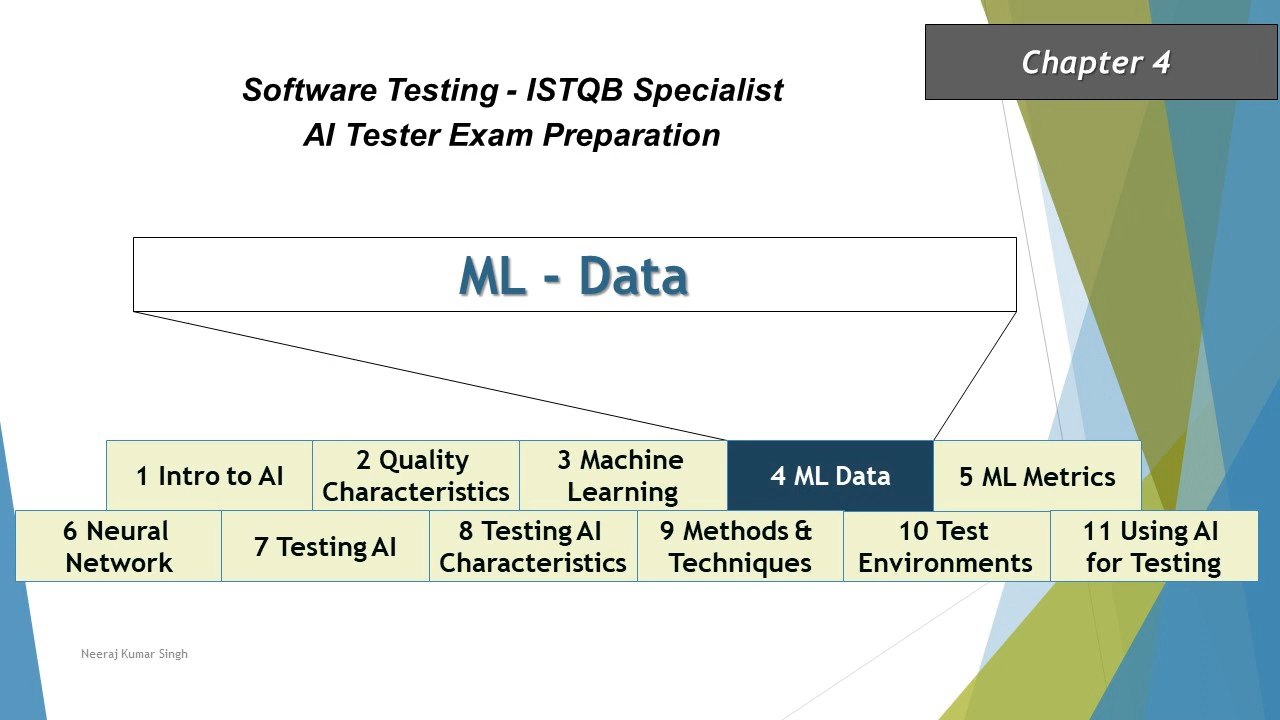 Chapter 4
Software Testing - ISTQB Specialist
AI Tester Exam Preparation
ML - Data
1 Intro to AI
2 Quality
Characteristics
3 Machine
Learning
4 ML Data
5 ML Metrics
6 Neural
Network
7 Testing AI
8 Testing AI
Characteristics
9 Methods &
Techniques
10 Test
Environments
11 Using AI
for Testing
Neeraj Kumar Singh